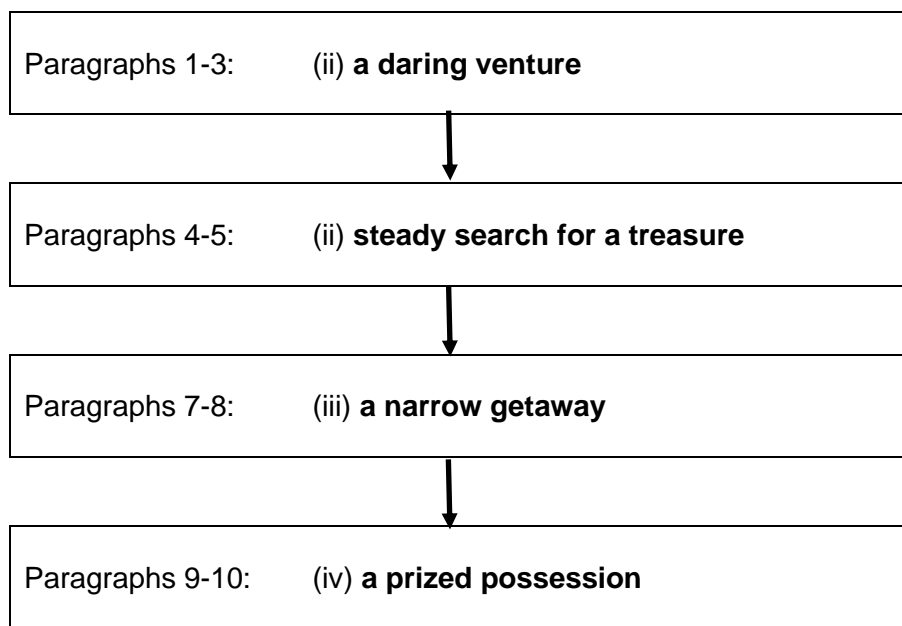 Paragraphs 1-3: (ii) a daring venture
Paragraphs 4-5: (ii) steady search for a treasure
Paragraphs 7-8: (iii) a narrow getaway
Paragraphs 9-10: (iv) a prized possession